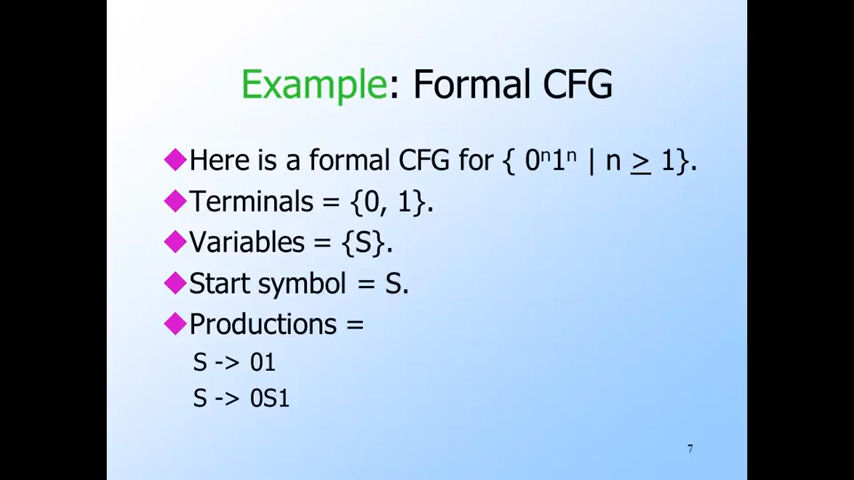 Example: Formal CFG
Here is a formal CFG for { 0ⁿ1ⁿ | n ≥ 1}.
Terminals = {0, 1}.
Variables = {S}.
Start symbol = S.
Productions =
S -> 01
S -> 0S1
7